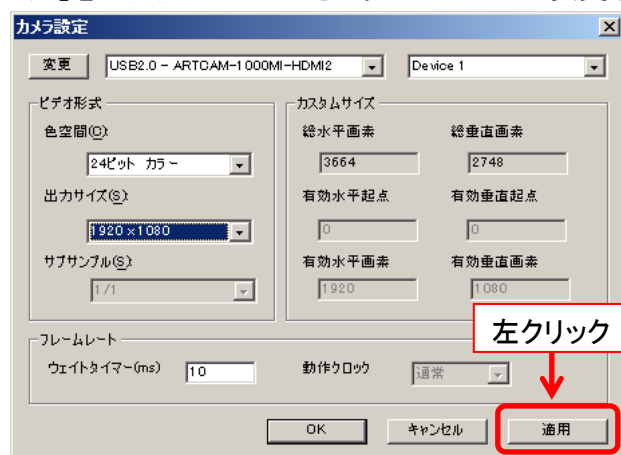 カメラ設定
変更 USB2.0 - ARTCAM-1000MI-HDMI2 Device 1
ビデオ形式
色空間(C):
24ビット カラー
出力サイズ(S):
1920×1080
サブサンプル(S):
1/1
カスタムサイズ
総水平画素 総垂直画素
3664 2748
有効水平起点 有効垂直起点
0 0
有効水平画素 有効垂直画素
1920 1080
左クリック
フレームレート
ウェイトタイマー(ms) 10 動作クロック 通常
OK キャンセル 適用